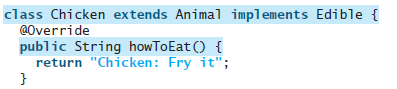 class Chicken extends Animal implements Edible {
  @Override
  public String howToEat() {
    return "Chicken: Fry it";
  }